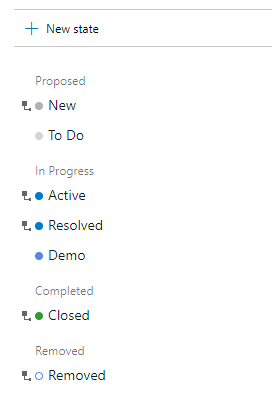 New state
Proposed
New
To Do
In Progress
Active
Resolved
Demo
Completed
Closed
Removed
Removed